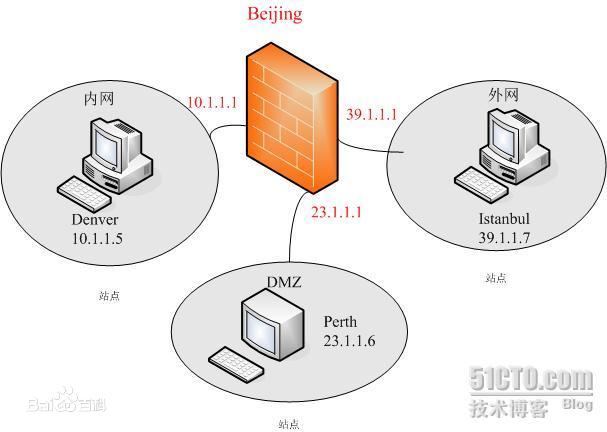 Beijing
内网
10.1.1.1
39.1.1.1
外网
Denver
10.1.1.5
23.1.1.1
Istanbul
39.1.1.7
站点
DMZ
站点
Perth
23.1.1.6
站点
Bai百科
51CTO.com
技术博客 Blog